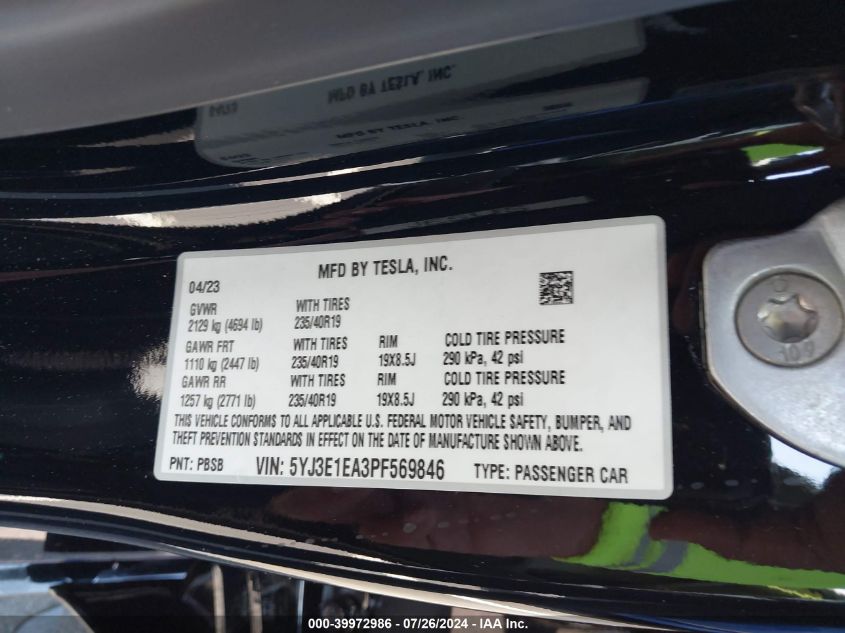 MFD BY TESLA, INC.
04/23
GVWR WITH TIRES
2129 kg (4694 lb) 235/40R19
GAWR FRT WITH TIRES RIM COLD TIRE PRESSURE
1110 kg (2447 lb) 235/40R19 19X8.5J 290 kPa, 42 psi
GAWR RR WITH TIRES RIM COLD TIRE PRESSURE
1257 kg (2771 lb) 235/40R19 19X8.5J 290 kPa, 42 psi
THIS VEHICLE CONFORMS TO ALL APPLICABLE U.S. FEDERAL MOTOR VEHICLE SAFETY, BUMPER, AND
THEFT PREVENTION STANDARDS IN EFFECT ON THE DATE OF MANUFACTURE SHOWN ABOVE.
PNT: PBSB VIN: 5YJ3E1EA3PF569846 TYPE: PASSENGER CAR
000-39972986 - 07/26/2024 - IAA, Inc.